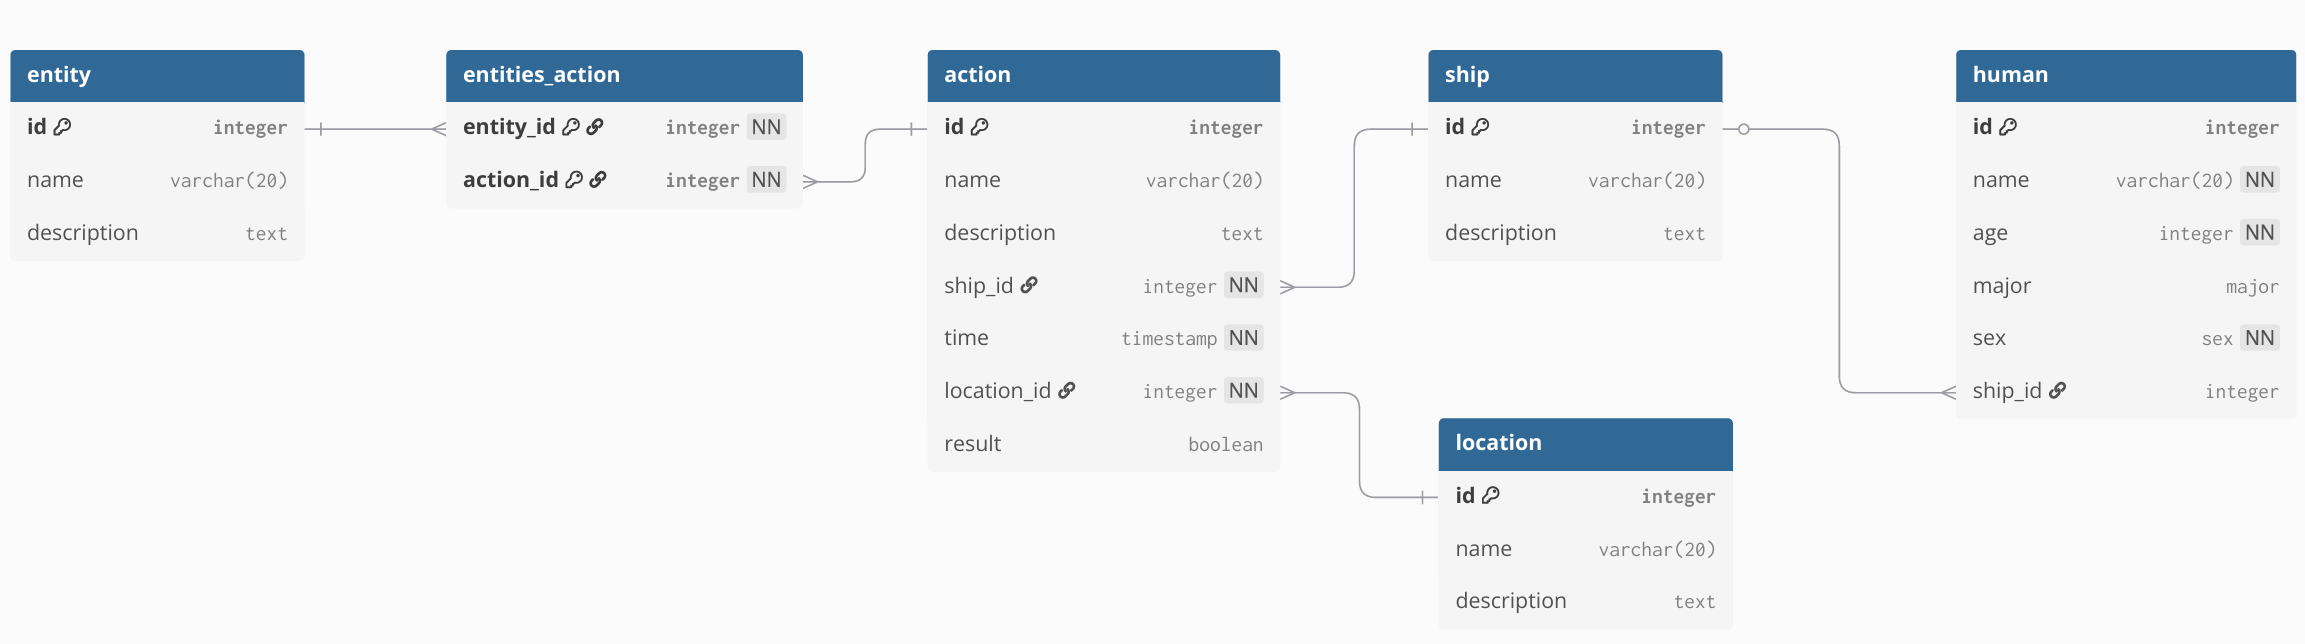 entity
id integer
name varchar(20)
description text
entities_action
entity_id integer NN
action_id integer NN
action
id integer
name varchar(20)
description text
ship_id integer NN
time timestamp NN
location_id integer NN
result boolean
ship
id integer
name varchar(20)
description text
location
id integer
name varchar(20)
description text
human
id integer
name varchar(20) NN
age integer NN
major major
sex sex NN
ship_id integer